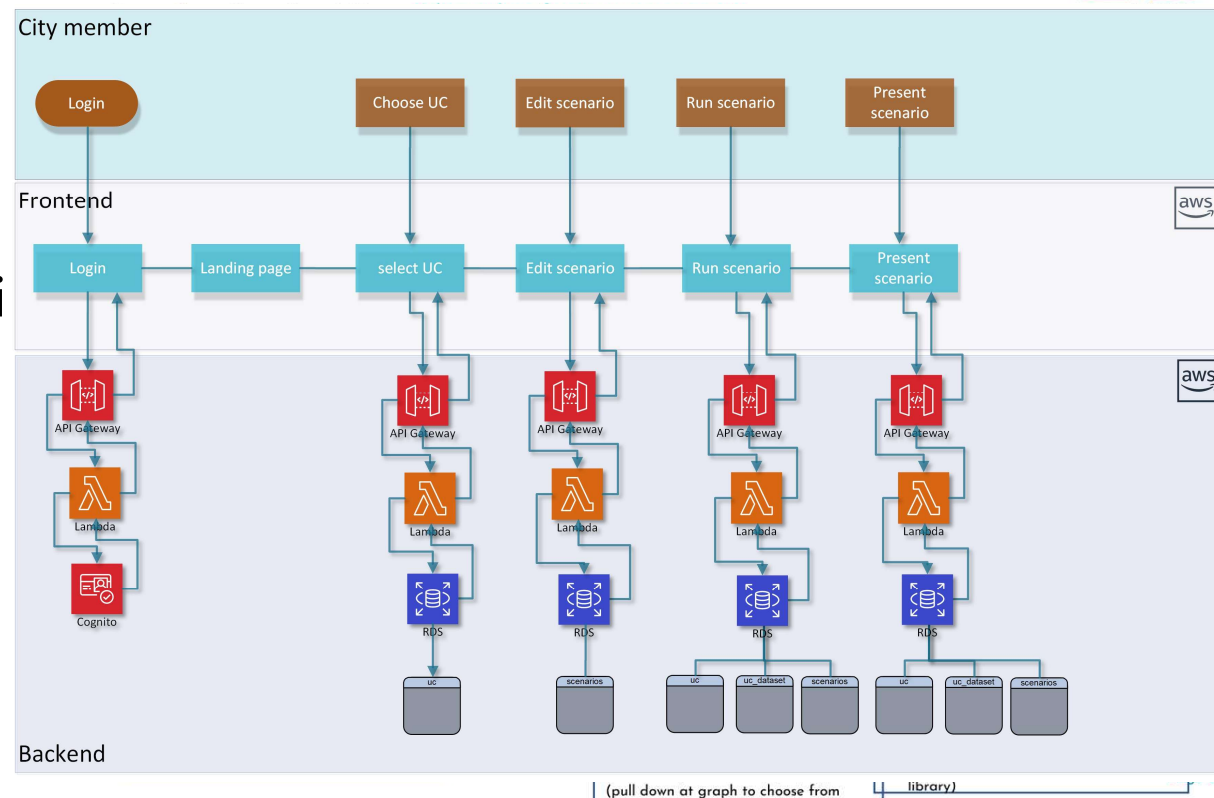 City member
Login
Choose UC
Edit scenario
Run scenario
Present
scenario
Frontend
aws
i
Login
Landing page
select UC
Edit scenario
Run scenario
Present
scenario
aws
API Gateway
API Gateway
API Gateway
API Gateway
API Gateway
Lambda
Lambda
Lambda
Lambda
Lambda
Cognito
RDS
RDS
RDS
RDS
uc
scenarios
uc
uc_dataset
scenarios
uc
uc_dataset
scenarios
Backend
(pull down at graph to choose from
library)